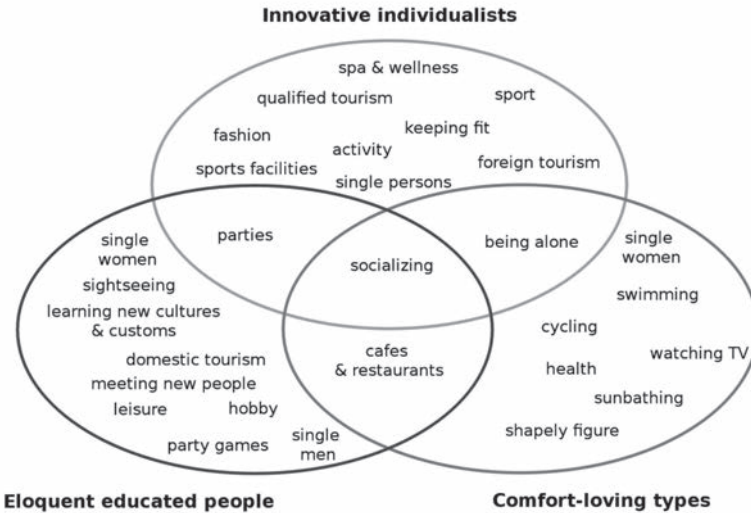 Innovative individualists
spa & wellness
qualified tourism
sport
keeping fit
fashion
activity
sports facilities
foreign tourism
single persons
parties
being alone
socializing
single
women
single
women
sightseeing
swimming
learning new cultures
& customs
cycling
cafes
& restaurants
domestic tourism
watching TV
health
meeting new people
sunbathing
leisure
hobby
shapely figure
party games
single
men
Eloquent educated people
Comfort-loving types